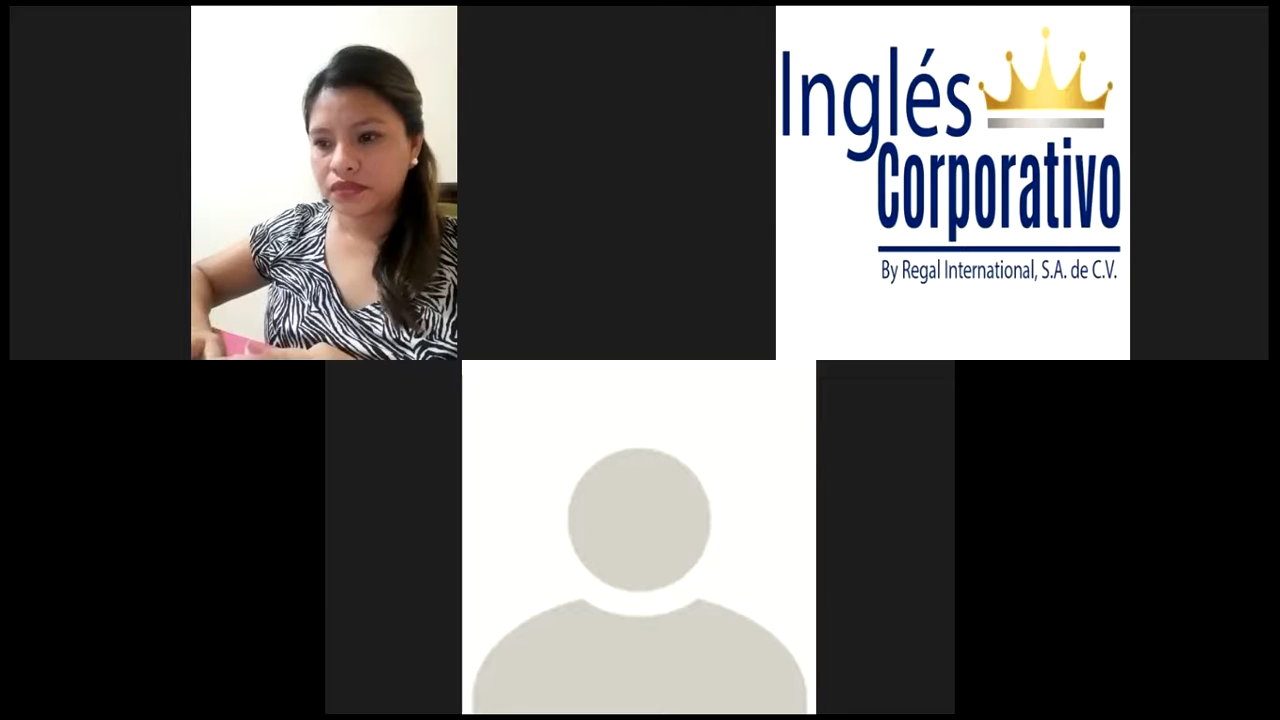 Inglés
Corporativo
By Regal International, S.A. de C.V.